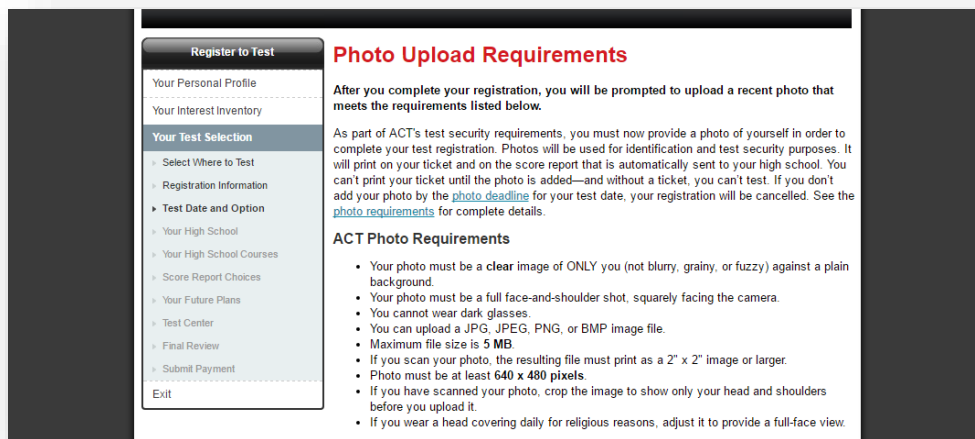 Register to Test
Your Personal Profile
Your Interest Inventory
Your Test Selection
Select Where to Test
Registration Information
Test Date and Option
Your High School
Your High School Courses
Score Report Choices
Your Future Plans
Test Center
Final Review
Submit Payment
Exit
Photo Upload Requirements
After you complete your registration, you will be prompted to upload a recent photo that
meets the requirements listed below.
As part of ACT's test security requirements, you must now provide a photo of yourself in order to
complete your test registration. Photos will be used for identification and test security purposes. It
will print on your ticket and on the score report that is automatically sent to your high school. You
can't print your ticket until the photo is added—and without a ticket, you can't test. If you don't
add your photo by the photo deadline for your test date, your registration will be cancelled. See the
photo requirements for complete details.
ACT Photo Requirements
• Your photo must be a clear image of ONLY you (not blurry, grainy, or fuzzy) against a plain
background.
• Your photo must be a full face-and-shoulder shot, squarely facing the camera.
• You cannot wear dark glasses.
• You can upload a JPG, JPEG, PNG, or BMP image file.
• Maximum file size is 5 MB.
• If you scan your photo, the resulting file must print as a 2" x 2" image or larger.
• Photo must be at least 640 x 480 pixels.
• If you have scanned your photo, crop the image to show only your head and shoulders
before you upload it.
• If you wear a head covering daily for religious reasons, adjust it to provide a full-face view.